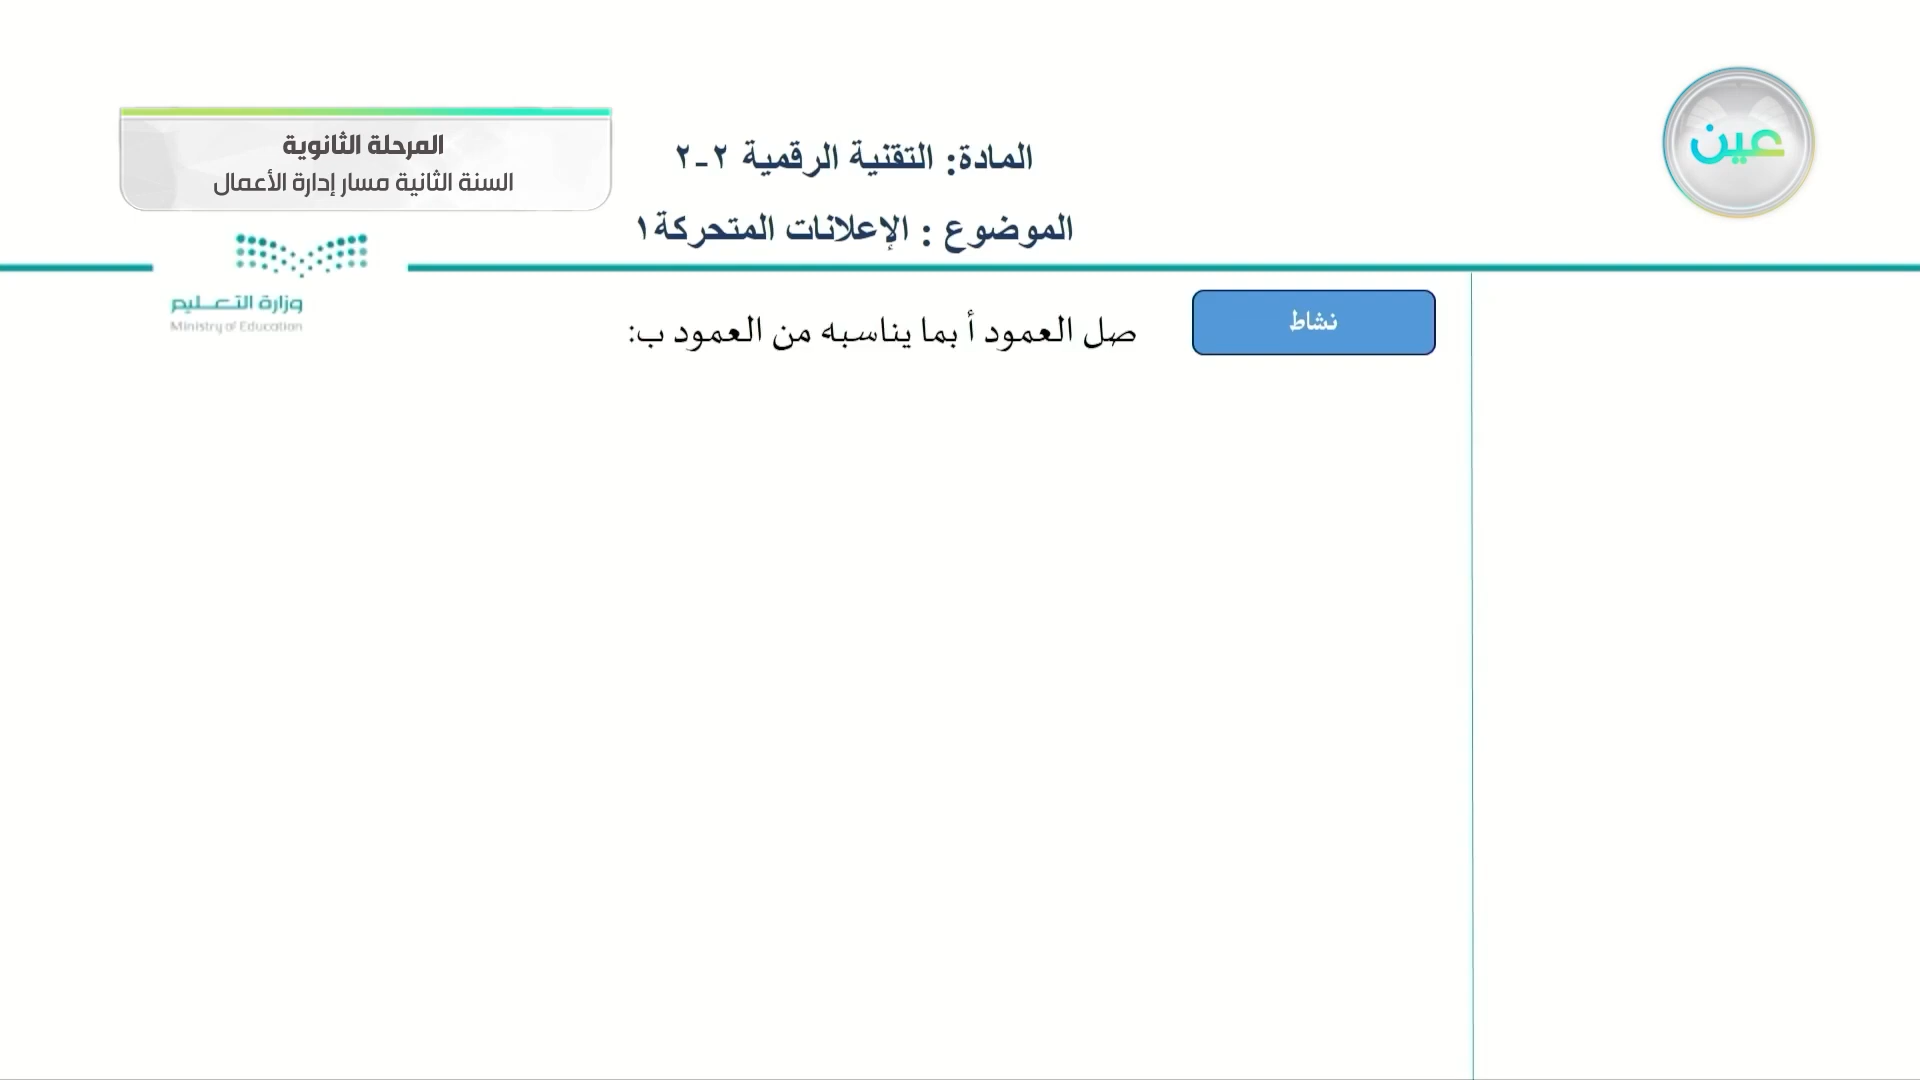 عين
المرحلة الثانوية
السنة الثانية مسار إدارة الأعمال
المادة: التقنية الرقمية ٢-٢
الموضوع : الإعلانات المتحركة١
وزارة التعليم
Ministry of Education
نشاط
صل العمود أ بما يناسبه من العمود ب: